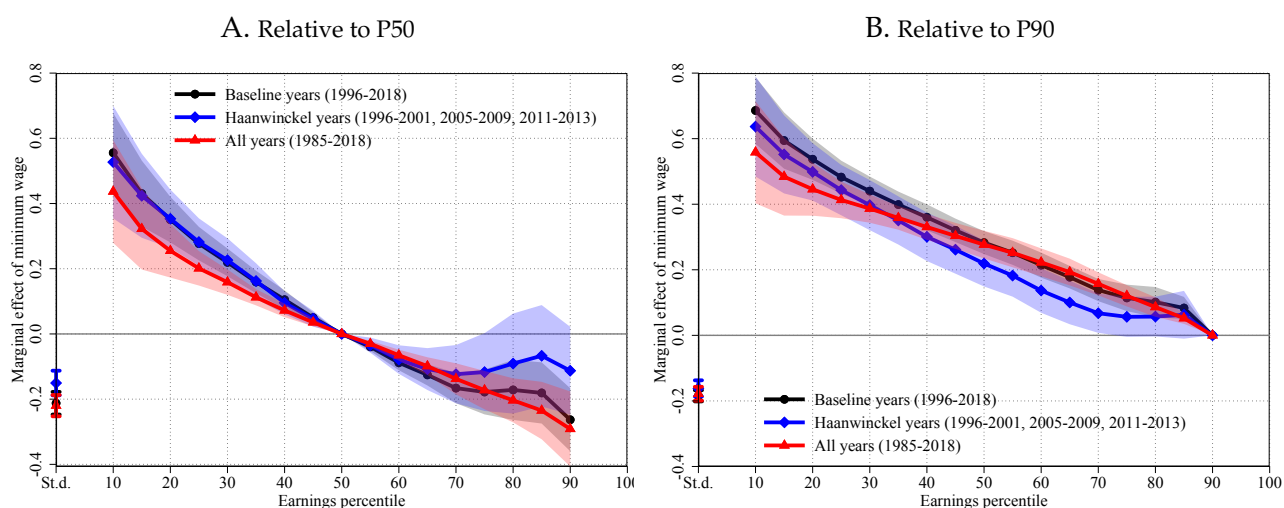 A. Relative to P50
Marginal effect of minimum wage
0.8
0.6
0.4
0.2
0.0
-0.2
-0.4
Baseline years (1996-2018)
Haanwinckel years (1996-2001, 2005-2009, 2011-2013)
All years (1985-2018)
St.d. 10 20 30 40 50 60 70 80 90 100
Earnings percentile
B. Relative to P90
Marginal effect of minimum wage
0.8
0.6
0.4
0.2
0.0
-0.2
-0.4
Baseline years (1996-2018)
Haanwinckel years (1996-2001, 2005-2009, 2011-2013)
All years (1985-2018)
St.d. 10 20 30 40 50 60 70 80 90 100
Earnings percentile